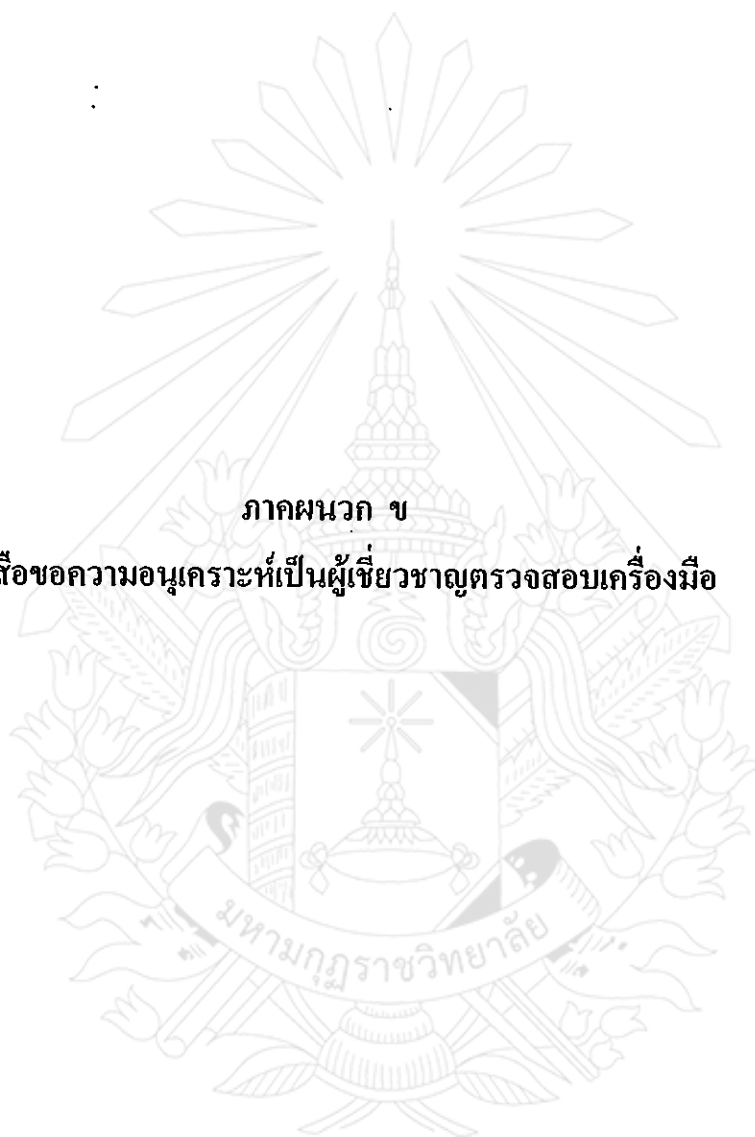 ภาคผนวก ข
สือขอความอนุเคราะห์เป็นผู้เชี่ยวชาญตรวจสอบเครื่องมือ
มหามกุฏราชวิทยาลัย